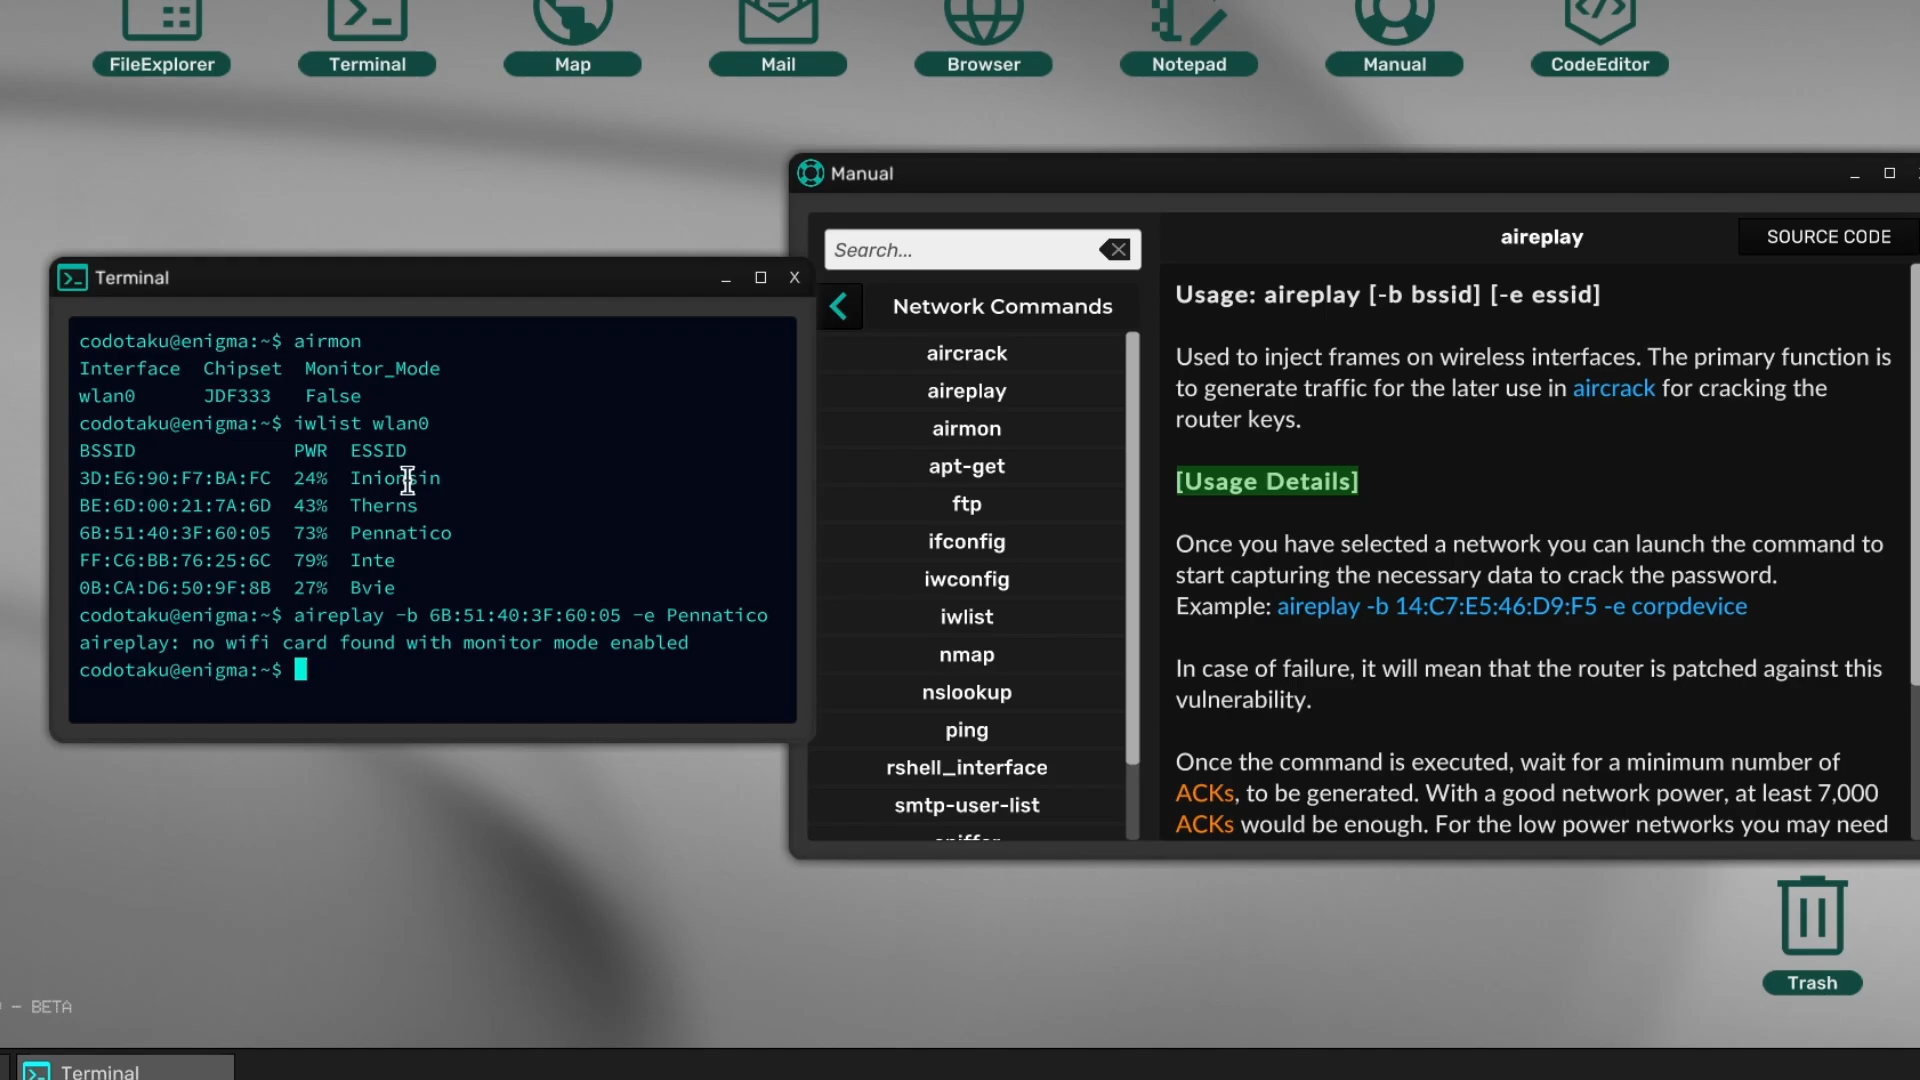 FileExplorer
Terminal
Map
Mail
Browser
Notepad
Manual
CodeEditor
Manual
Search...
Network Commands
aircrack
aireplay
airmon
apt-get
ftp
ifconfig
iwconfig
iwlist
nmap
nslookup
ping
rshell_interface
smtp-user-list
aireplay
SOURCE CODE
Usage: aireplay [-b bssid] [-e essid]
Used to inject frames on wireless interfaces. The primary function is
to generate traffic for the later use in aircrack for cracking the
router keys.
[Usage Details]
Once you have selected a network you can launch the command to
start capturing the necessary data to crack the password.
Example: aireplay -b 14:C7:E5:46:D9:F5 -e corpdevice
In case of failure, it will mean that the router is patched against this
vulnerability.
Once the command is executed, wait for a minimum number of
ACKs, to be generated. With a good network power, at least 7,000
ACKs would be enough. For the low power networks you may need
Terminal
codotaku@enigma:~$ airmon
Interface Chipset Monitor_Mode
wlan0 JDF333 False
codotaku@enigma:~$ iwlist wlan0
BSSID PWR ESSID
3D:E6:90:F7:BA:FC 24%
BE:6D:00:21:7A:6D 43% Therns
6B:51:40:3F:60:05 73% Pennatico
FF:C6:BB:76:25:6C 79% Inte
0B:CA:D6:50:9F:8B 27% Bvie
codotaku@enigma:~$ aireplay -b 6B:51:40:3F:60:05 -e Pennatico
aireplay: no wifi card found with monitor mode enabled
codotaku@enigma:~$
Trash
- BETA
Terminal